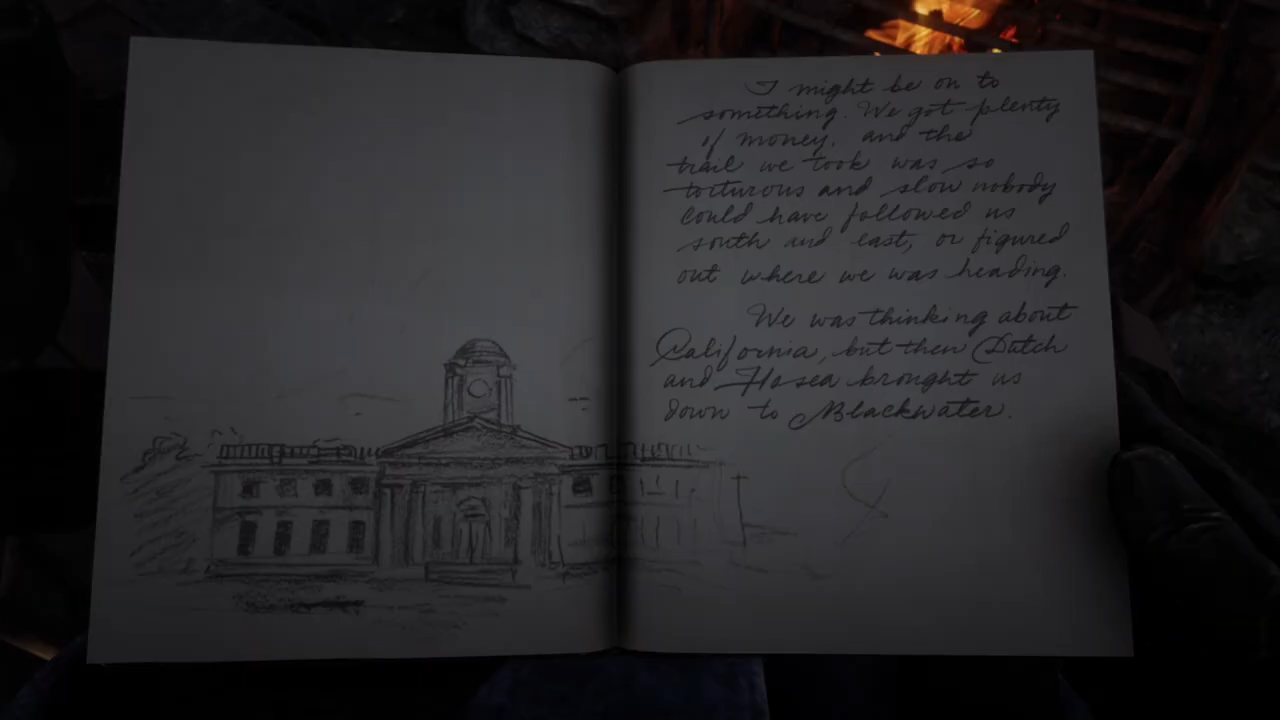 I might be on to
something. We got plenty
of money, and the
trail we took was so
torturous and slow nobody
could have followed us
south and east, or figured
out where we was heading.
We was thinking about
California, but then Dutch
and Hosea brought us
down to Blackwater.